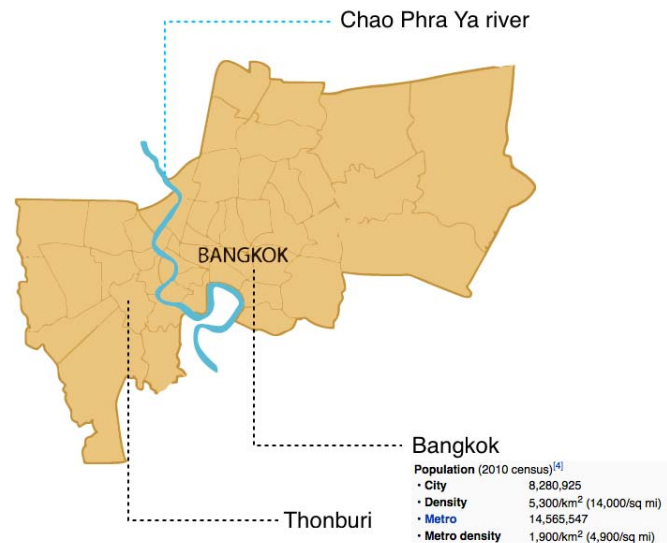 Chao Phra Ya river
BANGKOK
Bangkok
Population (2010 census)[4]
• City 8,280,925
• Density 5,300/km² (14,000/sq mi)
• Metro 14,565,547
• Metro density 1,900/km² (4,900/sq mi)
Thonburi